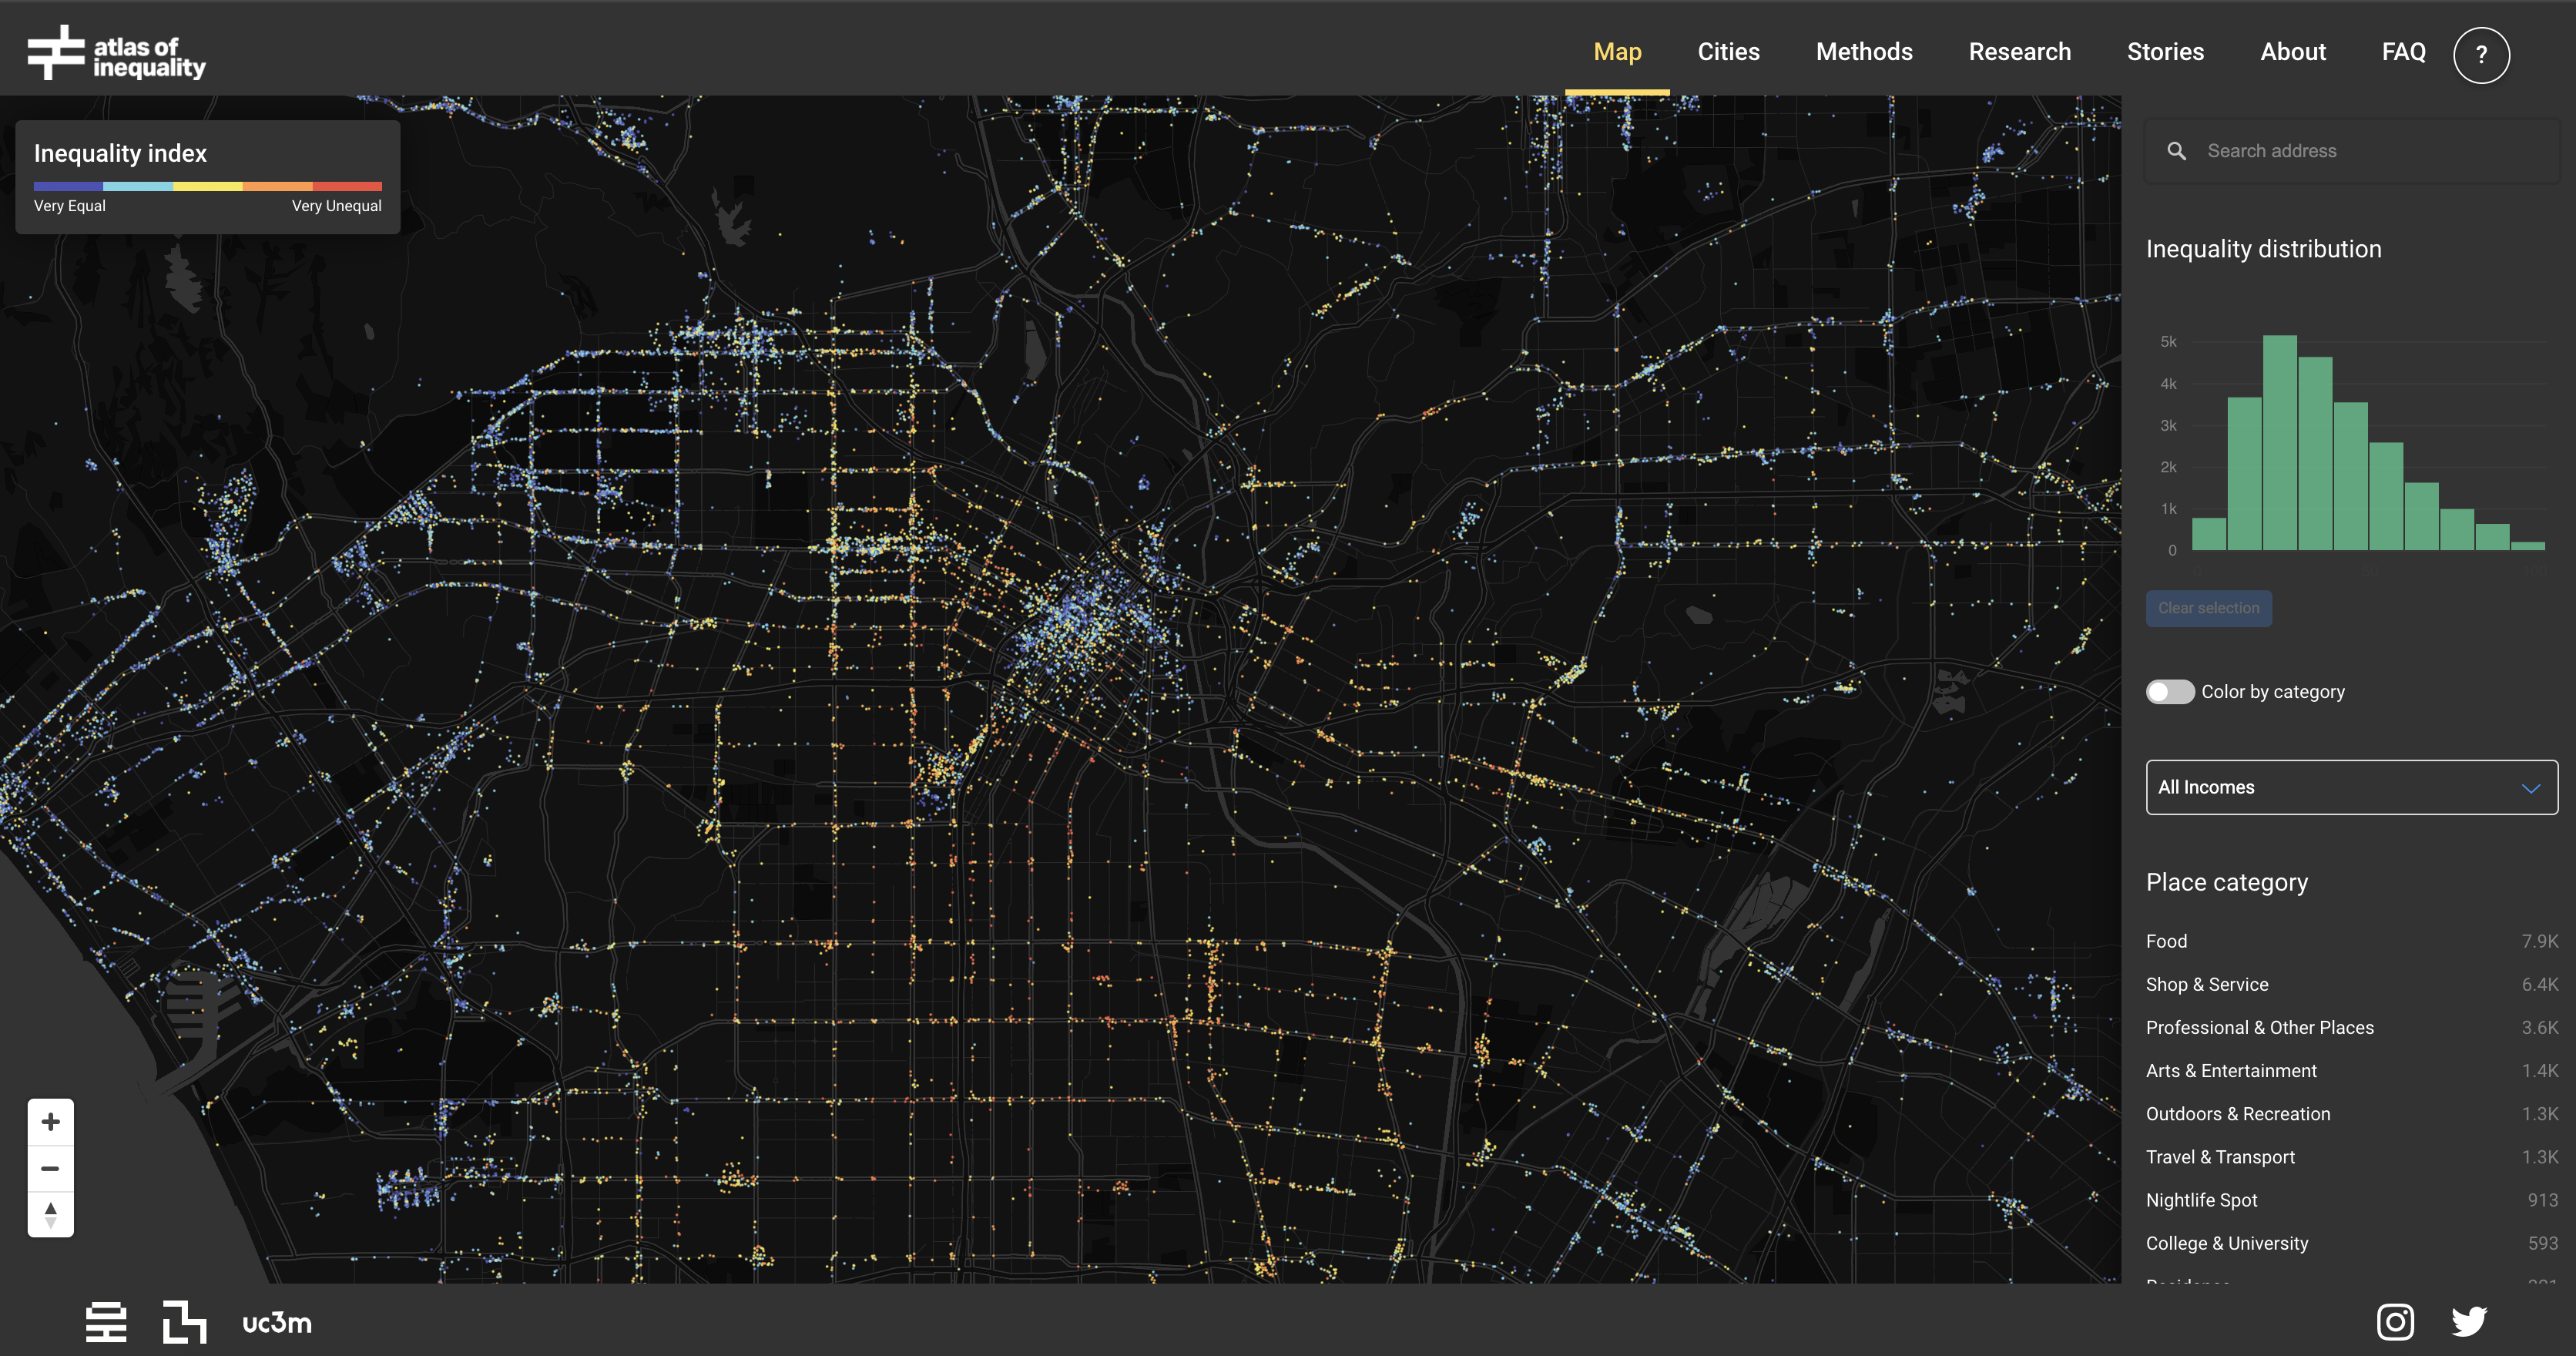 atlas of
inequality
Map
Cities
Methods
Research
Stories
About
FAQ
?
Inequality index
Very Equal
Very Unequal
Search address
Inequality distribution
5k
4k
3k
2k
1k
0
Clear selection
Color by category
All Incomes
Place category
Food 7.9K
Shop & Service 6.4K
Professional & Other Places 3.6K
Arts & Entertainment 1.4K
Outdoors & Recreation 1.3K
Travel & Transport 1.3K
Nightlife Spot 913
College & University 593
uc3m